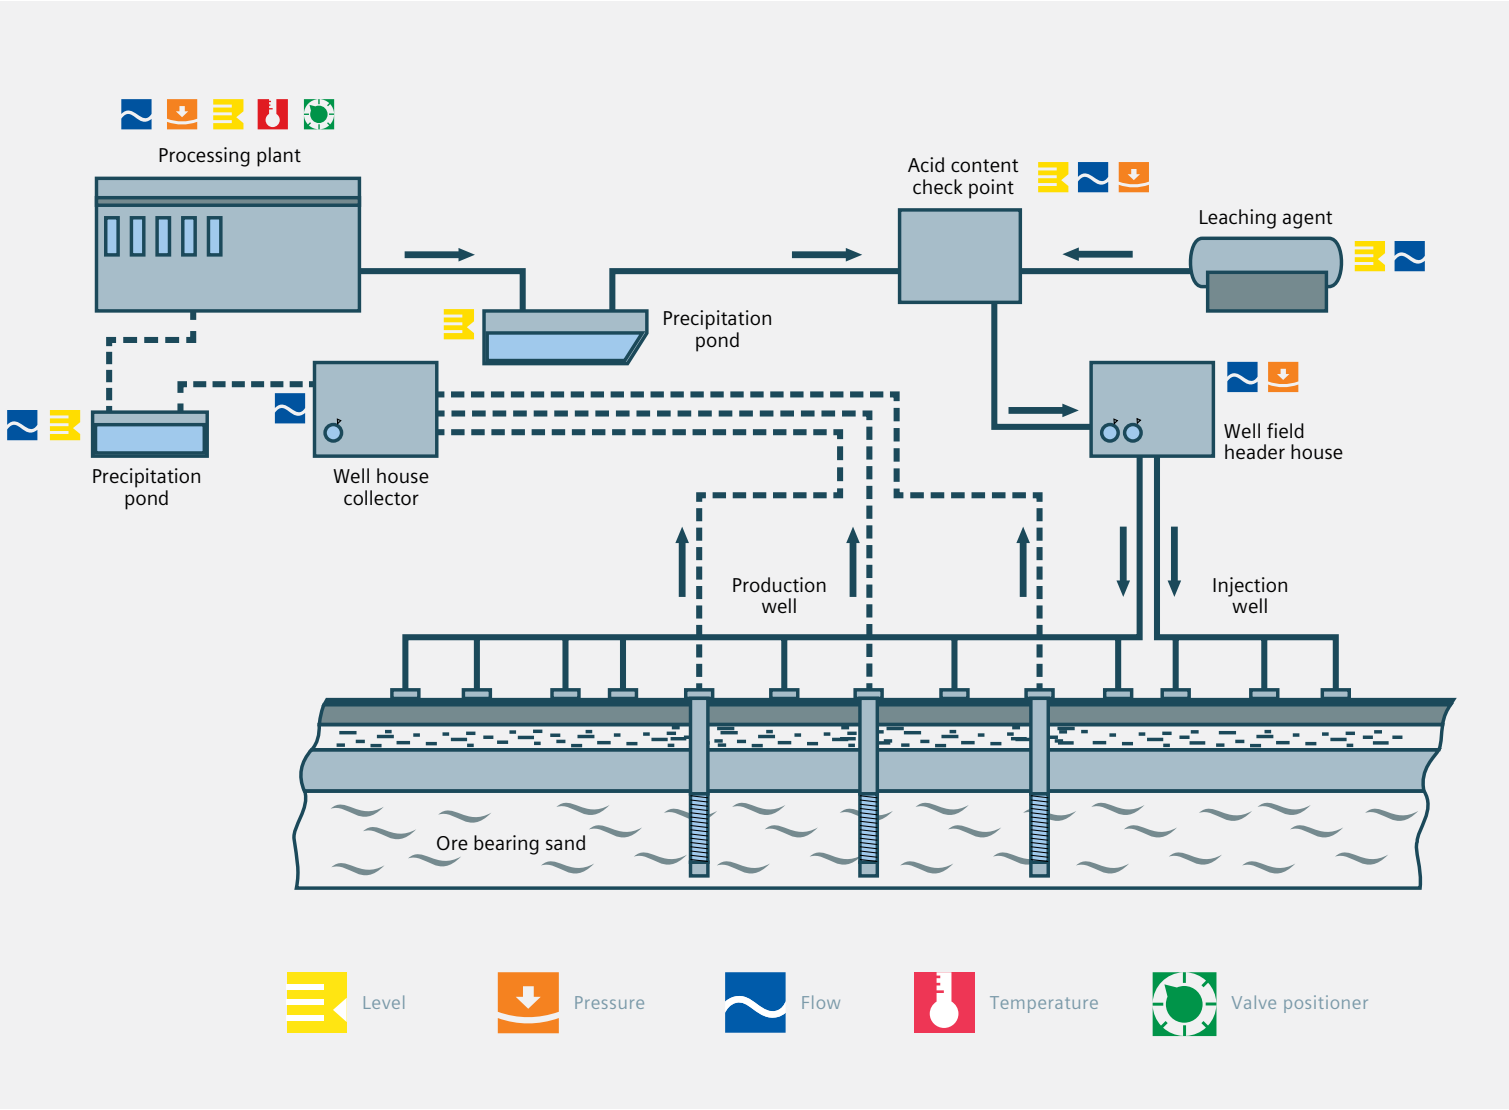 Processing plant
Acid content
check point
Leaching agent
Precipitation
pond
Well field
header house
Precipitation
pond
Well house
collector
Production
well
Injection
well
Ore bearing sand
Level
Pressure
Flow
Temperature
Valve positioner